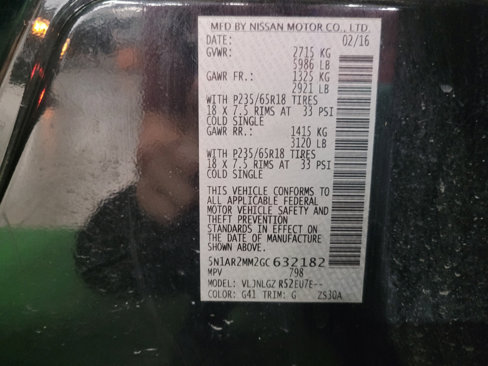 MFD BY NISSAN MOTOR CO., LTD.
DATE: 02/16
GVWR: 2715 KG
5986 LB
GAWR FR.: 1325 KG
2921 LB
WITH P235/65R18 TIRES
18 X 7.5 RIMS AT 33 PSI
COLD SINGLE
GAWR RR.: 1415 KG
3120 LB
WITH P235/65R18 TIRES
18 X 7.5 RIMS AT 33 PSI
COLD SINGLE
THIS VEHICLE CONFORMS TO
ALL APPLICABLE FEDERAL
MOTOR VEHICLE SAFETY AND
THEFT PREVENTION
STANDARDS IN EFFECT ON
THE DATE OF MANUFACTURE
SHOWN ABOVE.
5N1AR2MM2GC632182
MPV 798
MODEL: VLJNLGZ R52EU7E--
COLOR: G41 TRIM: G ZS30A